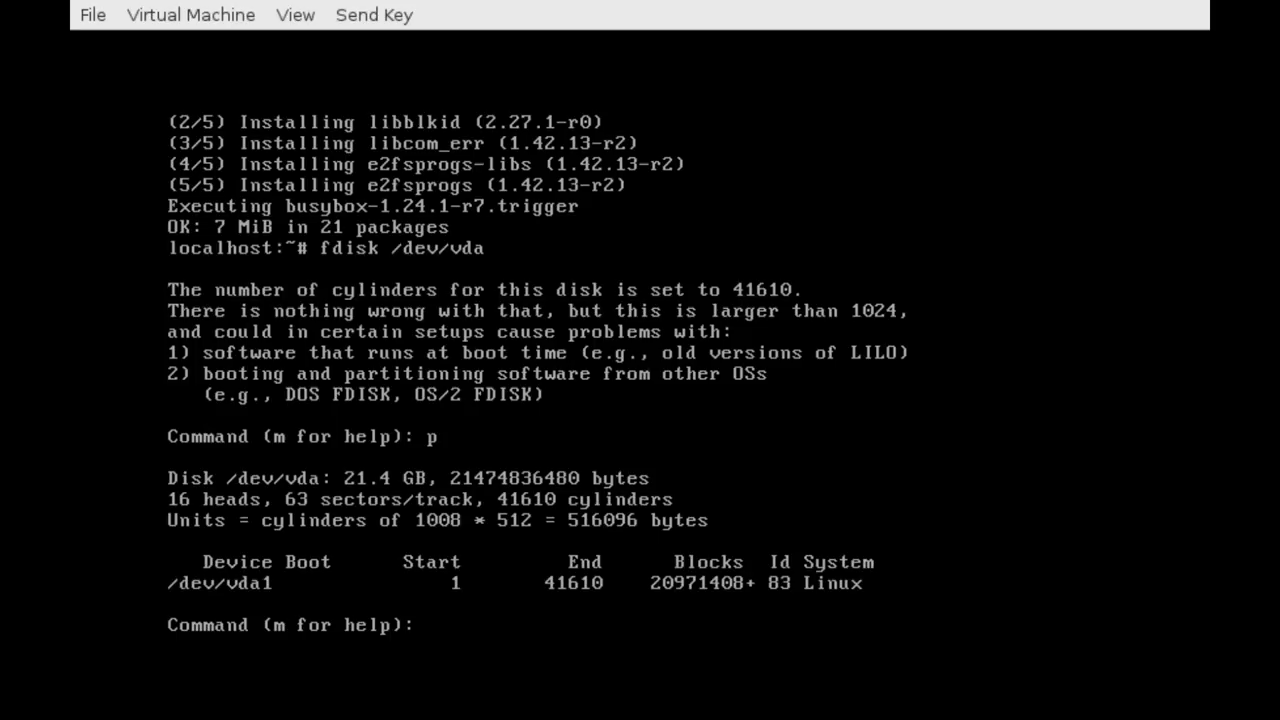 File Virtual Machine View Send Key
(2/5) Installing libblkid (2.27.1-r0)
(3/5) Installing libcom_err (1.42.13-r2)
(4/5) Installing e2fsprogs-libs (1.42.13-r2)
(5/5) Installing e2fsprogs (1.42.13-r2)
Executing busybox-1.24.1-r7.trigger
OK: 7 MiB in 21 packages
localhost:~# fdisk /dev/vda
The number of cylinders for this disk is set to 41610.
There is nothing wrong with that, but this is larger than 1024,
and could in certain setups cause problems with:
1) software that runs at boot time (e.g., old versions of LILO)
2) booting and partitioning software from other OSs
(e.g., DOS FDISK, OS/2 FDISK)
Command (m for help): p
Disk /dev/vda: 21.4 GB, 21474836480 bytes
16 heads, 63 sectors/track, 41610 cylinders
Units = cylinders of 1008 * 512 = 516096 bytes
Device Boot Start End Blocks Id System
/dev/vda1 1 41610 20971408+ 83 Linux
Command (m for help):